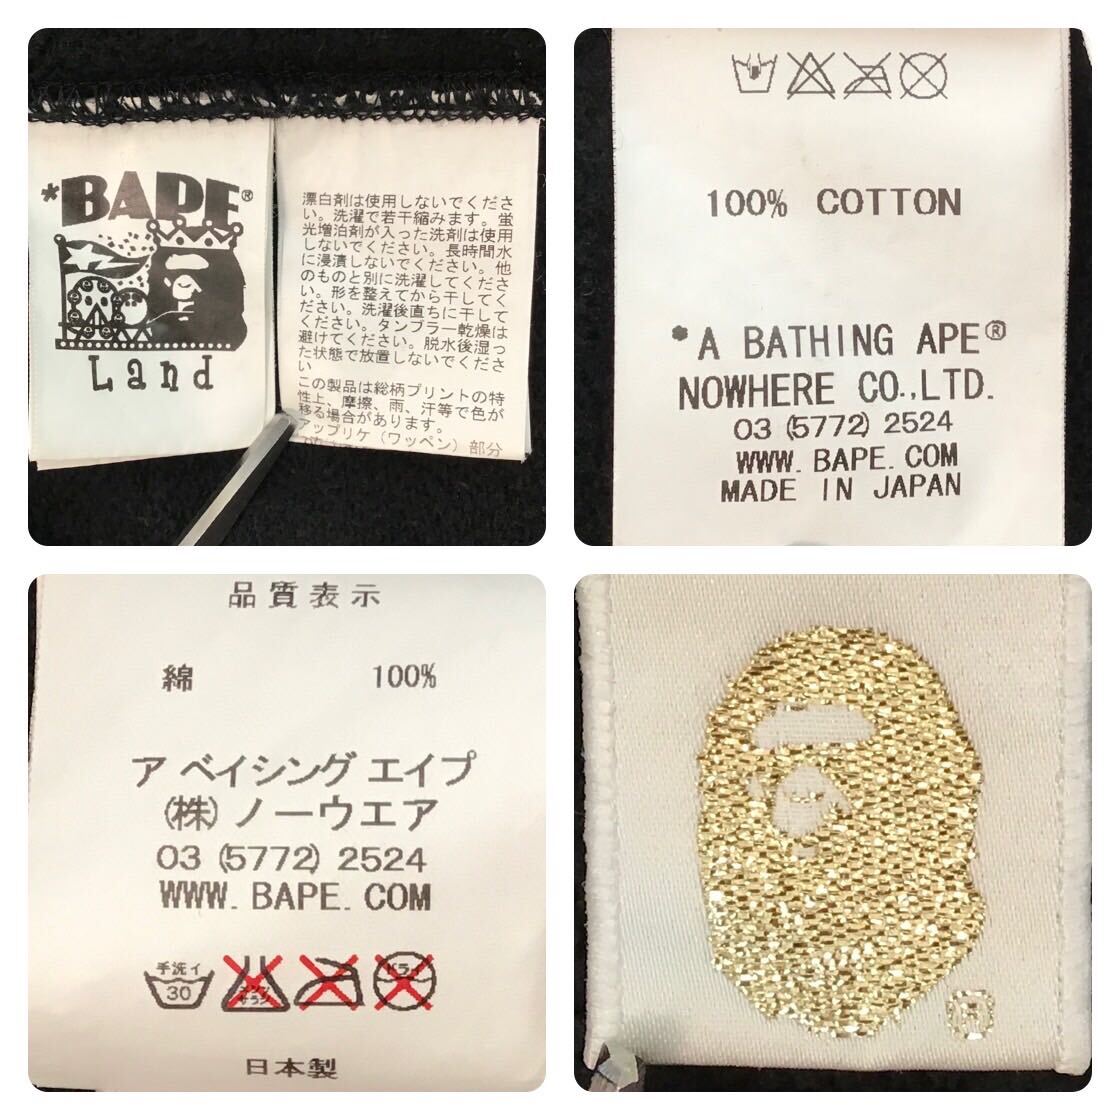 *BAPE®
Land
漂白剤は使用しないでくださ
い。洗濯で若干縮みます。蛍
光増泊剤が入った洗剤は使用
しないでください。長時間水
に浸漬しないでください。他
のものと別に洗濯してくださ
い。形を整えてから干してく
ださい。洗濯後直ちに干して
ください。タンブラー乾燥は
避けてください。脱水後湿っ
た状態で放置しないでくださ
い
この製品は総柄プリントの特
性上、摩擦、雨、汗等で色が
移る場合があります。
アップリケ（ワッペン）部分
100% COTTON
*A BATHING APE®
NOWHERE CO.,LTD.
03 (5772) 2524
WWW. BAPE. COM
MADE IN JAPAN
品質表示
綿 100%
ア ベイシング エイプ
(株) ノーウエア
03 (5772) 2524
WWW. BAPE. COM
手洗イ
30
エンソ
サラシ
ドライ
日本製
®